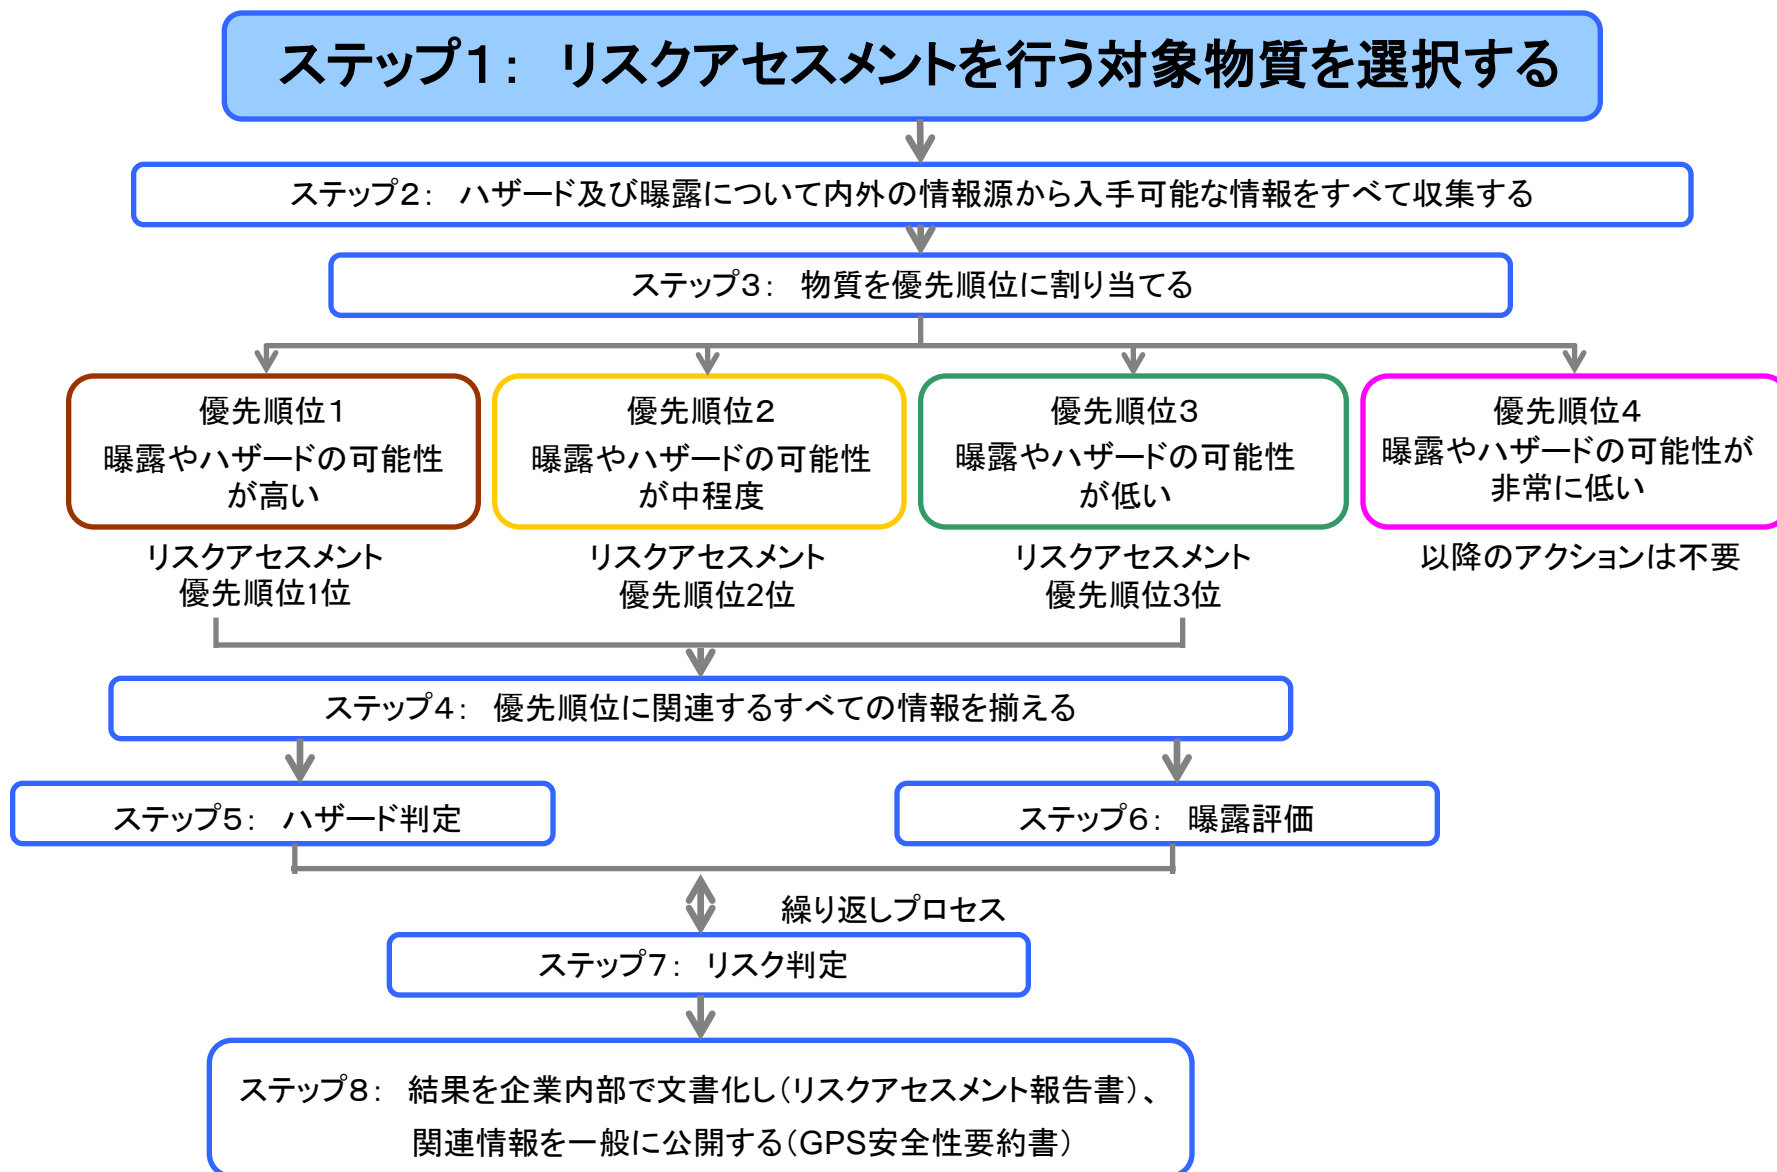 ステップ1： リスクアセスメントを行う対象物質を選択する
ステップ2： ハザード及び曝露について内外の情報源から入手可能な情報をすべて収集する
ステップ3： 物質を優先順位に割り当てる
優先順位1
曝露やハザードの可能性
が高い
優先順位2
曝露やハザードの可能性
が中程度
優先順位3
曝露やハザードの可能性
が低い
優先順位4
曝露やハザードの可能性が
非常に低い
リスクアセスメント
優先順位1位
リスクアセスメント
優先順位2位
リスクアセスメント
優先順位3位
以降のアクションは不要
ステップ4： 優先順位に関連するすべての情報を揃える
ステップ5： ハザード判定
ステップ6： 曝露評価
繰り返しプロセス
ステップ7： リスク判定
ステップ8： 結果を企業内部で文書化し（リスクアセスメント報告書）、
関連情報を一般に公開する（GPS安全性要約書）